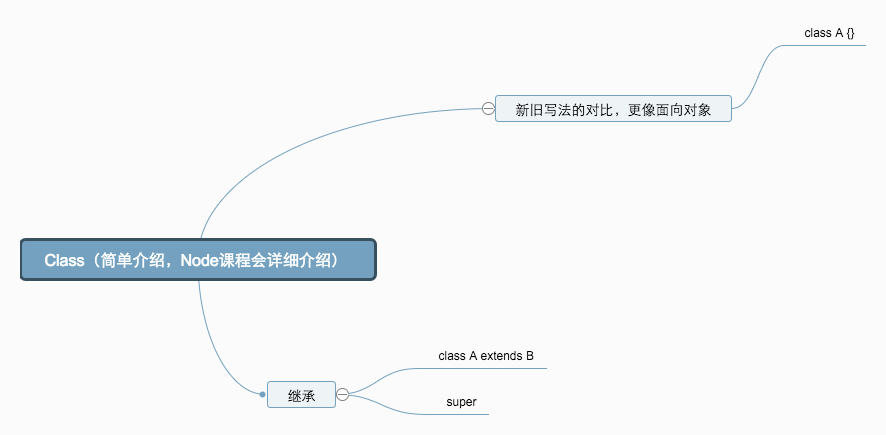 class A {}
新旧写法的对比，更像面向对象
Class（简单介绍，Node课程会详细介绍）
class A extends B
继承
super